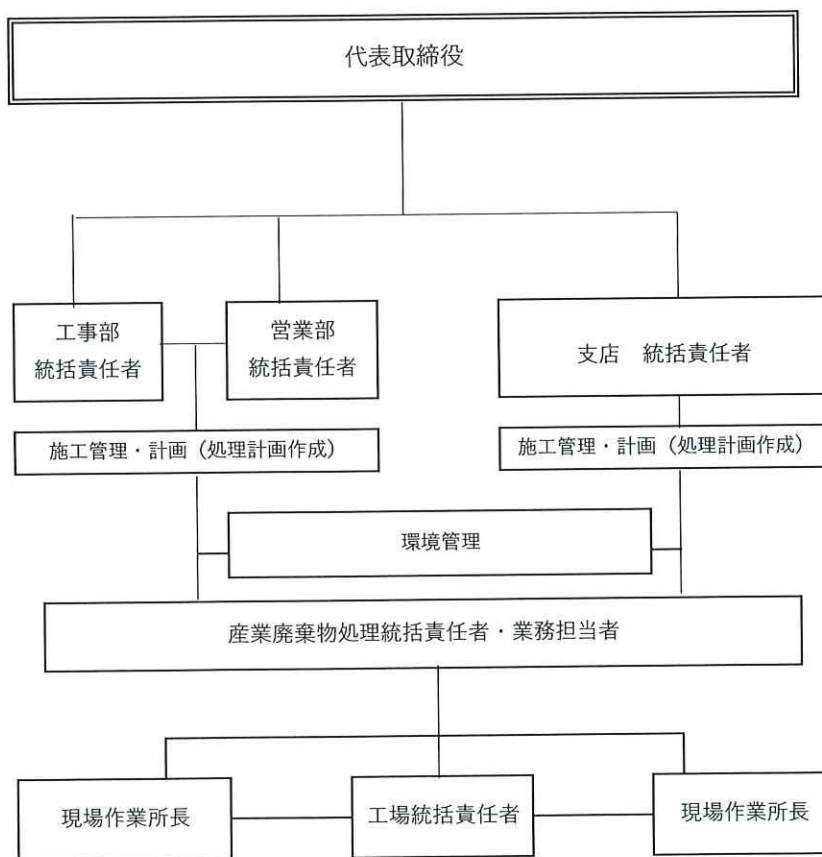 代表取締役
工事部
統括責任者
営業部
統括責任者
支店　統括責任者
施工管理・計画（処理計画作成）
施工管理・計画（処理計画作成）
環境管理
産業廃棄物処理統括責任者・業務担当者
現場作業所長
工場統括責任者
現場作業所長